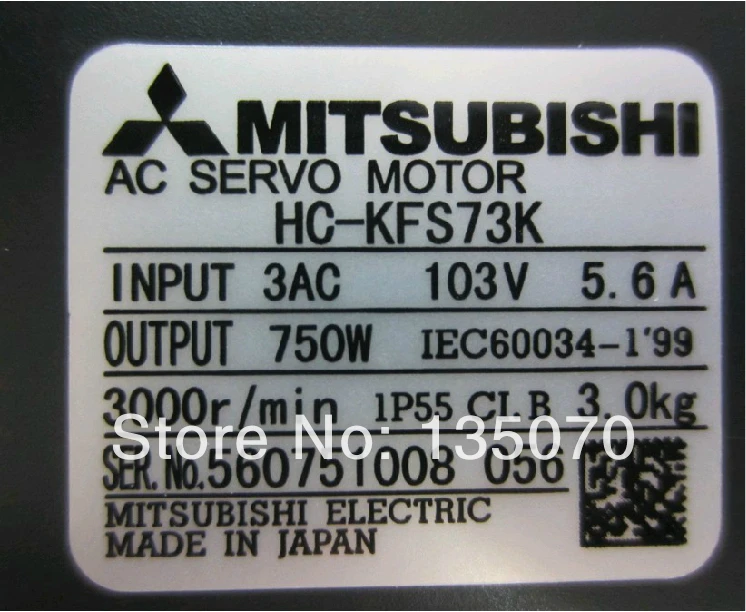 MITSUBISHI
AC SERVO MOTOR
HC-KFS73K
INPUT 3AC 103V 5.6A
OUTPUT 750W IEC60034-1'99
3000r/min IP55 CL B 3.0kg
Store No: 135070
SER.No.560751008 056
MITSUBISHI ELECTRIC
MADE IN JAPAN